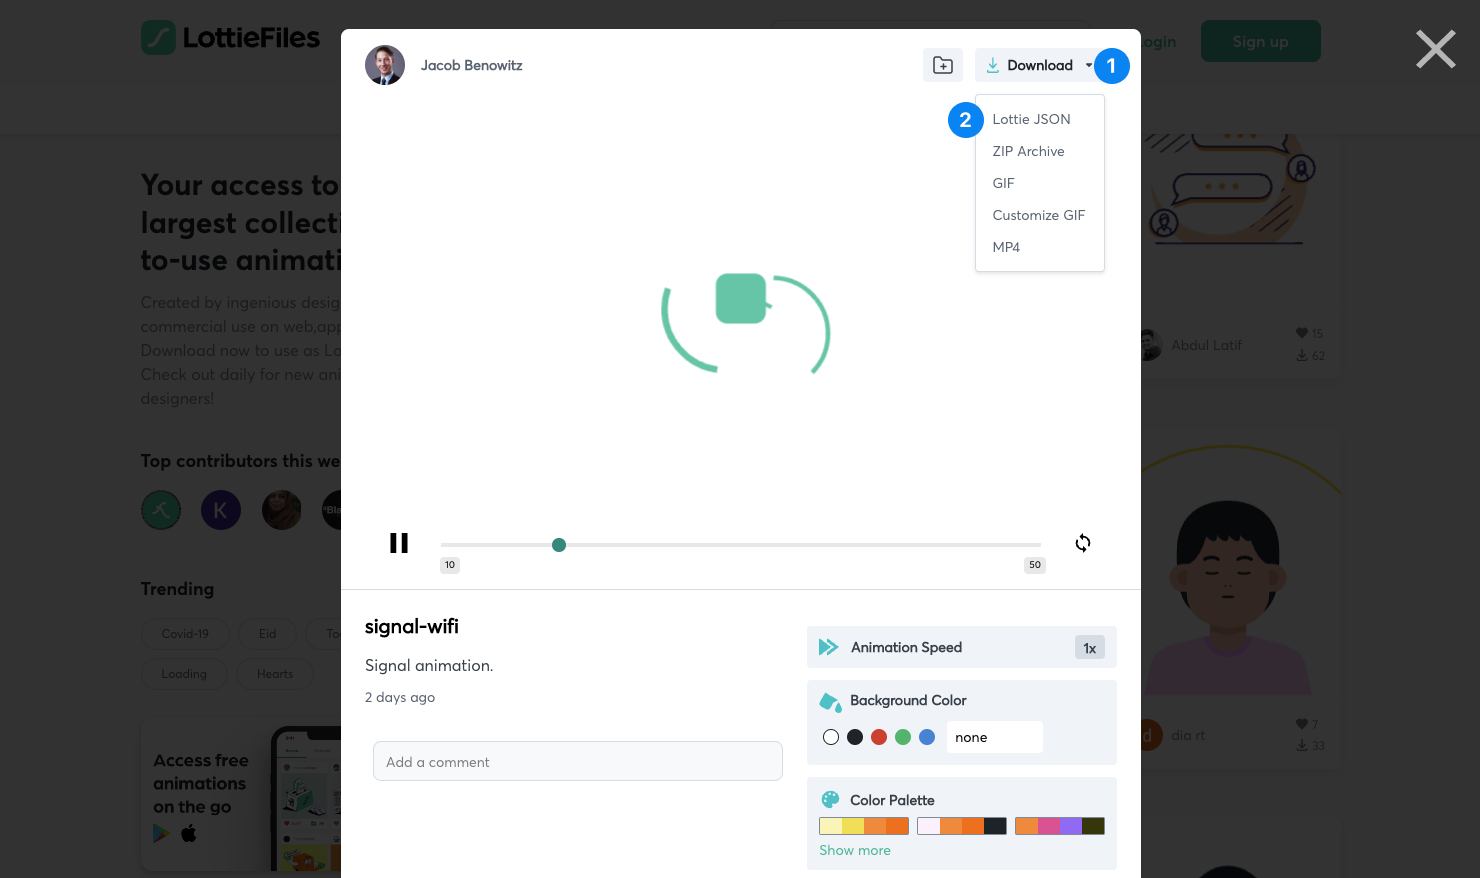 LottieFiles
Login
Sign up
Jacob Benowitz
Download
1
2
Lottie JSON
ZIP Archive
GIF
Customize GIF
MP4
Your access to
largest collecti
to-use animati
Created by ingenious desig
commercial use on web,app
Download now to use as Lo
Check out daily for new ani
designers!
Top contributors this we
K
Trending
Covid-19
Eid
Loading
Hearts
Access free
animations
on the go
Abdul Latif
15
62
d
dia rt
7
33
10
50
signal-wifi
Signal animation.
2 days ago
Add a comment
Animation Speed
1x
Background Color
none
Color Palette
Show more